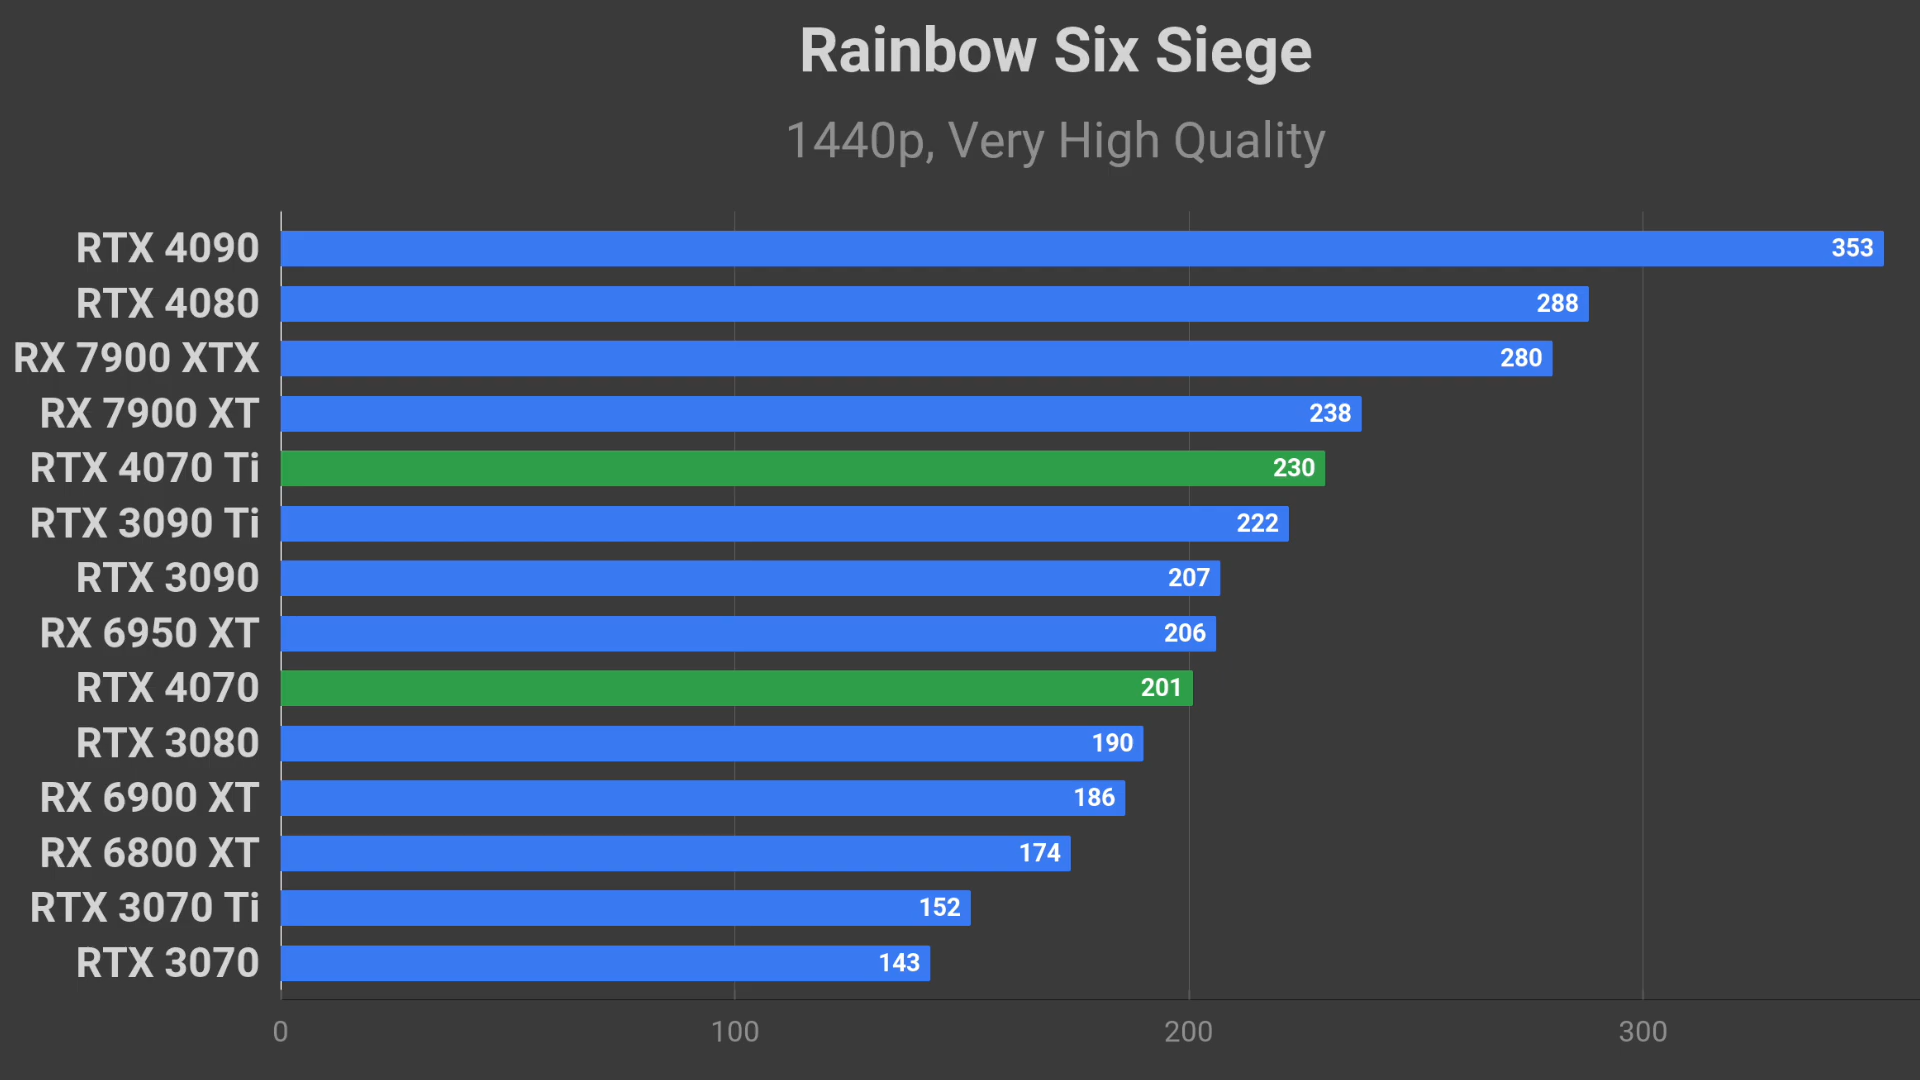 Rainbow Six Siege
1440p, Very High Quality
RTX 4090 353
RTX 4080 288
RX 7900 XTX 280
RX 7900 XT 238
RTX 4070 Ti 230
RTX 3090 Ti 222
RTX 3090 207
RX 6950 XT 206
RTX 4070 201
RTX 3080 190
RX 6900 XT 186
RX 6800 XT 174
RTX 3070 Ti 152
RTX 3070 143
0 100 200 300